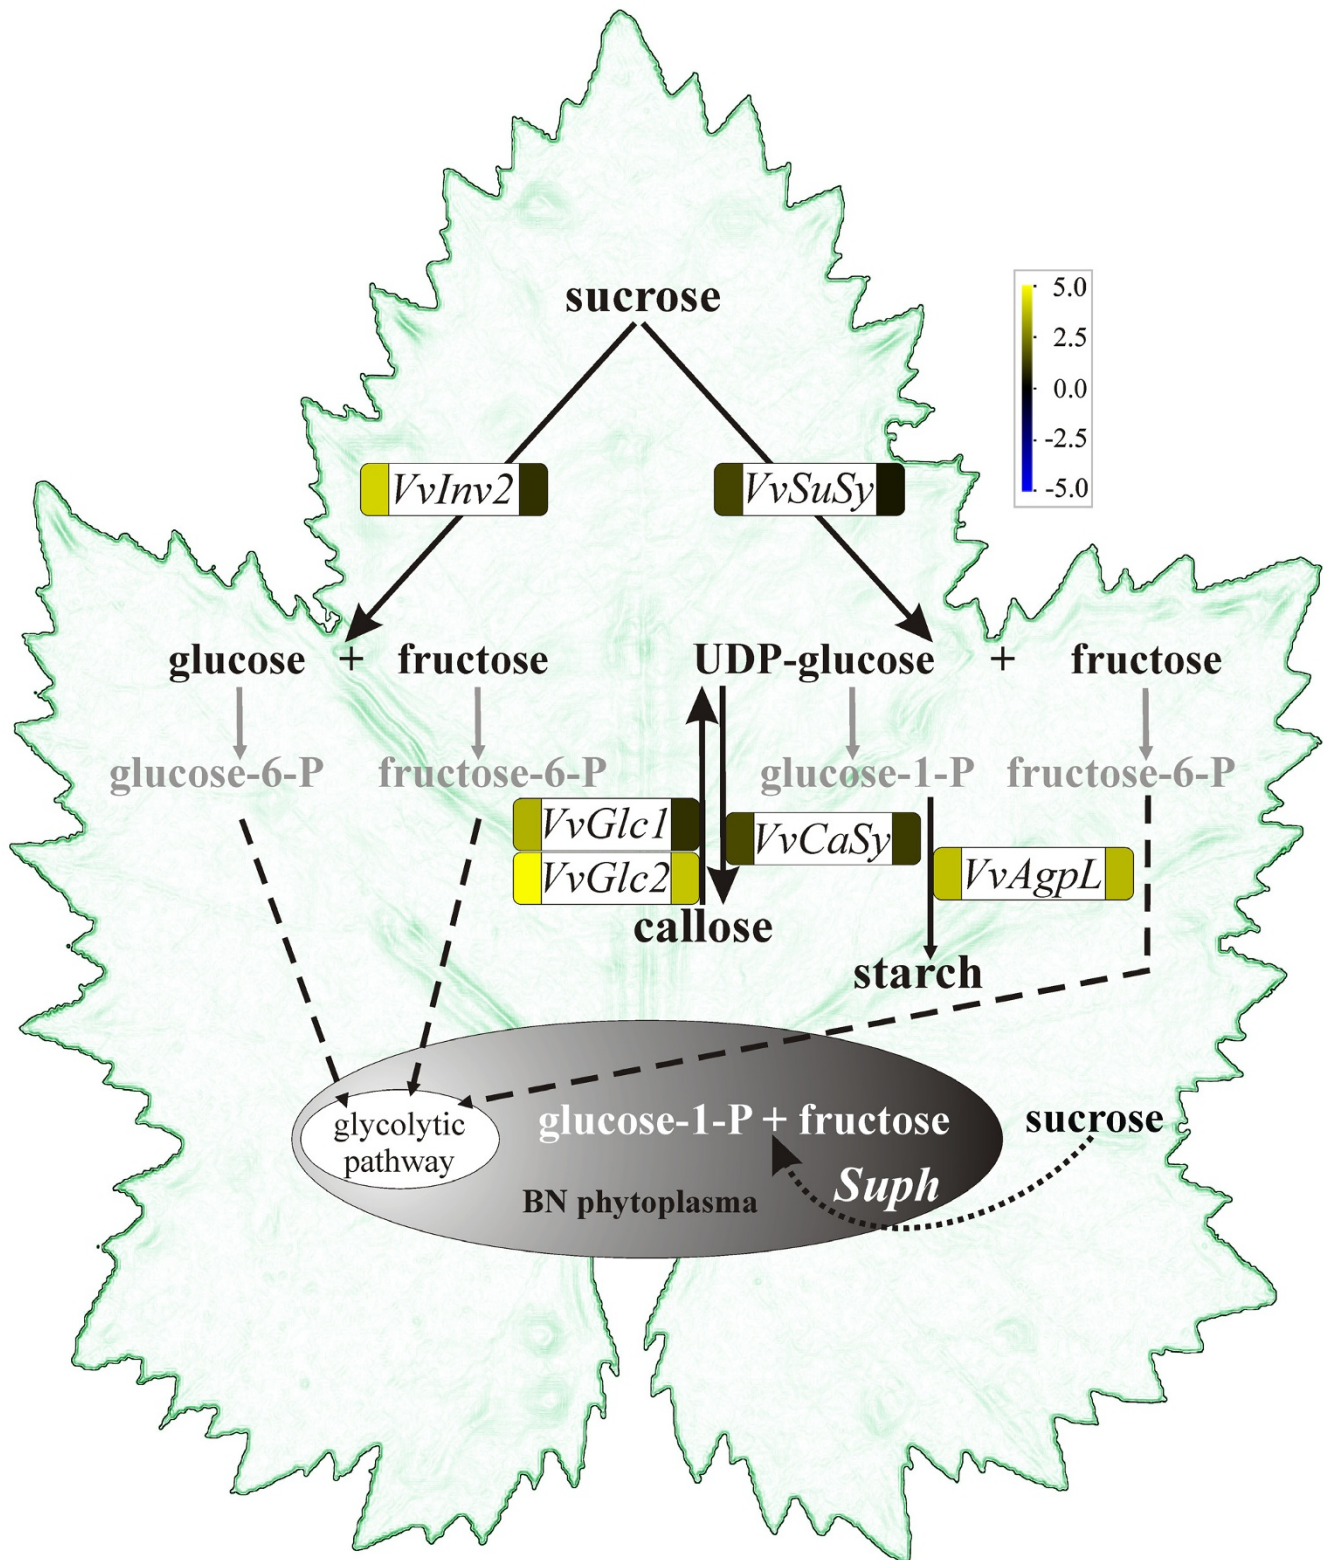 sucrose
5.0
2.5
0.0
-2.5
-5.0
VvInv2
VvSuSy
glucose + fructose
UDP-glucose + fructose
glucose-6-P
fructose-6-P
glucose-1-P
fructose-6-P
VvGlc1
VvGlc2
VvCaSy
VvAgpL
callose
starch
glycolytic
pathway
glucose-1-P + fructose
sucrose
Suph
BN phytoplasma